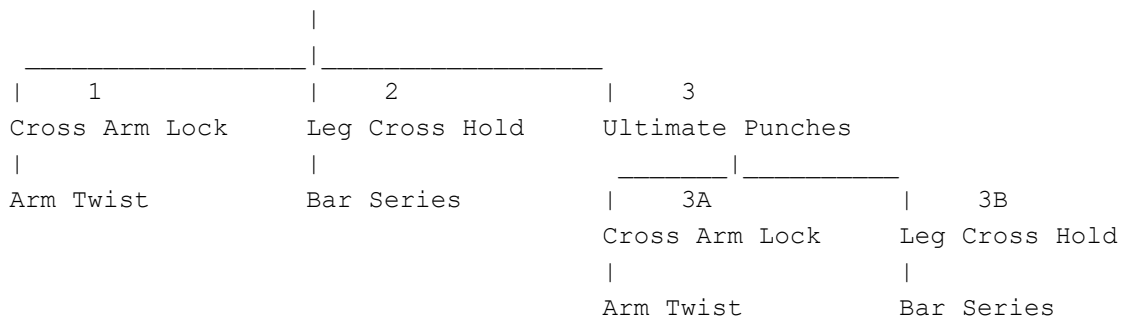 1 2 3
Cross Arm Lock Leg Cross Hold Ultimate Punches
Arm Twist Bar Series 3A 3B
Cross Arm Lock Leg Cross Hold
Arm Twist Bar Series